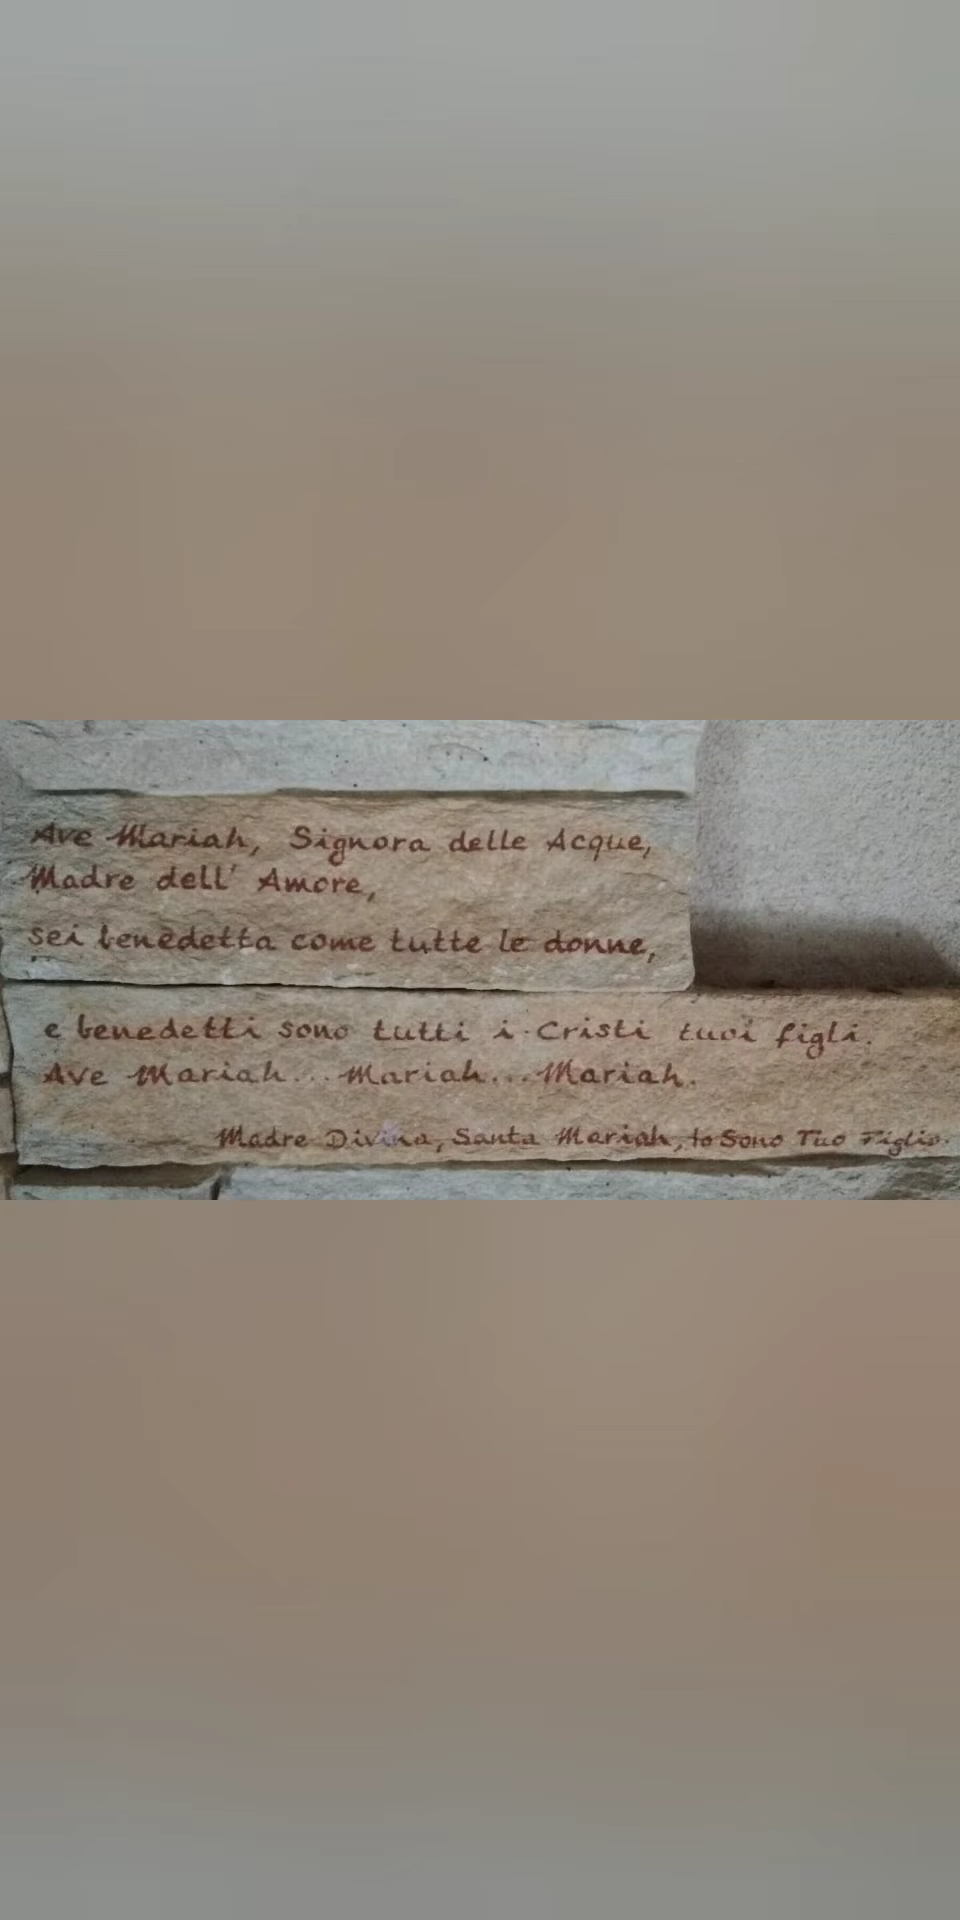 Ave Mariah, Signora delle Acque,
Madre dell' Amore,
sei benedetta come tutte le donne,
e benedetti sono tutti i Cristi tuoi figli.
Ave Mariah... Mariah... Mariah.
Madre Divina, Santa Mariah, Io Sono Tuo Figlio.